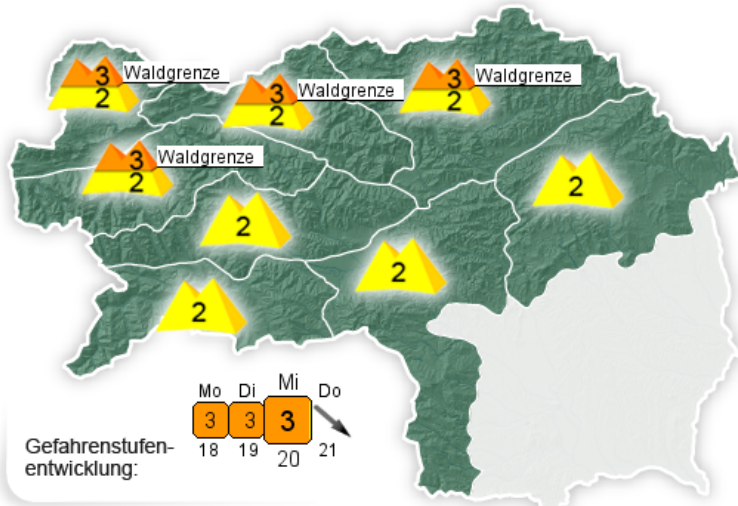 3 Waldgrenze
2
3 Waldgrenze
2
3 Waldgrenze
2
3 Waldgrenze
2
2
2
2
2
Mo Di Mi Do
3 3 3
18 19 20 21
Gefahrenstufen-
entwicklung: